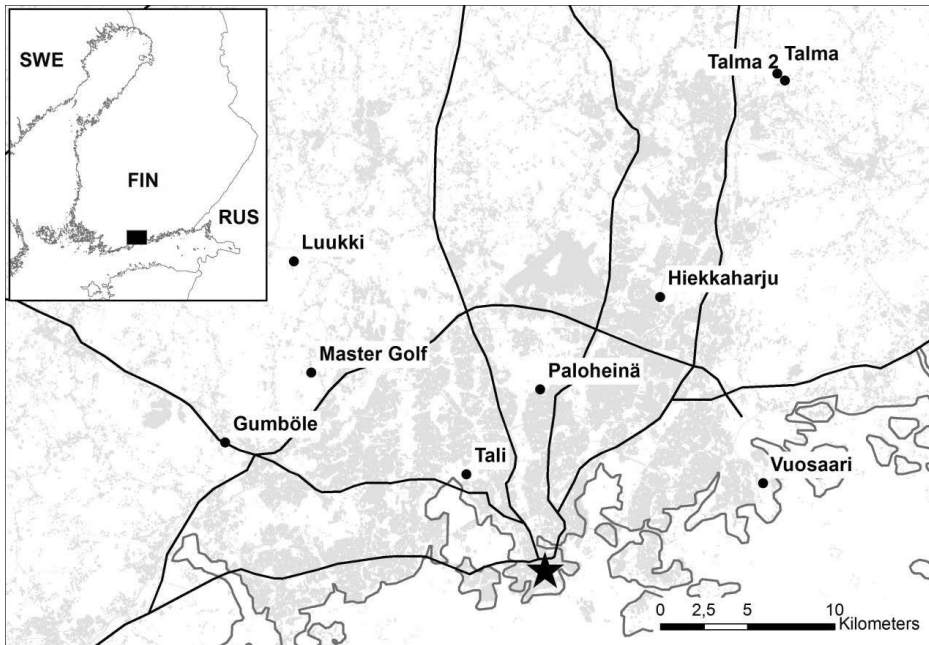 SWE
FIN
RUS
Talma 2
Talma
Luukki
Hiekkaharju
Master Golf
Paloheinä
Gumböle
Tali
Vuosaari
0 2,5 5 10
Kilometers